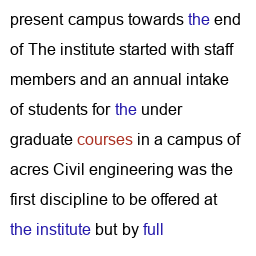 present campus towards the end
of The institute started with staff
members and an annual intake
of students for the under
graduate courses in a campus of
acres Civil engineering was the
first discipline to be offered at
the institute but by full